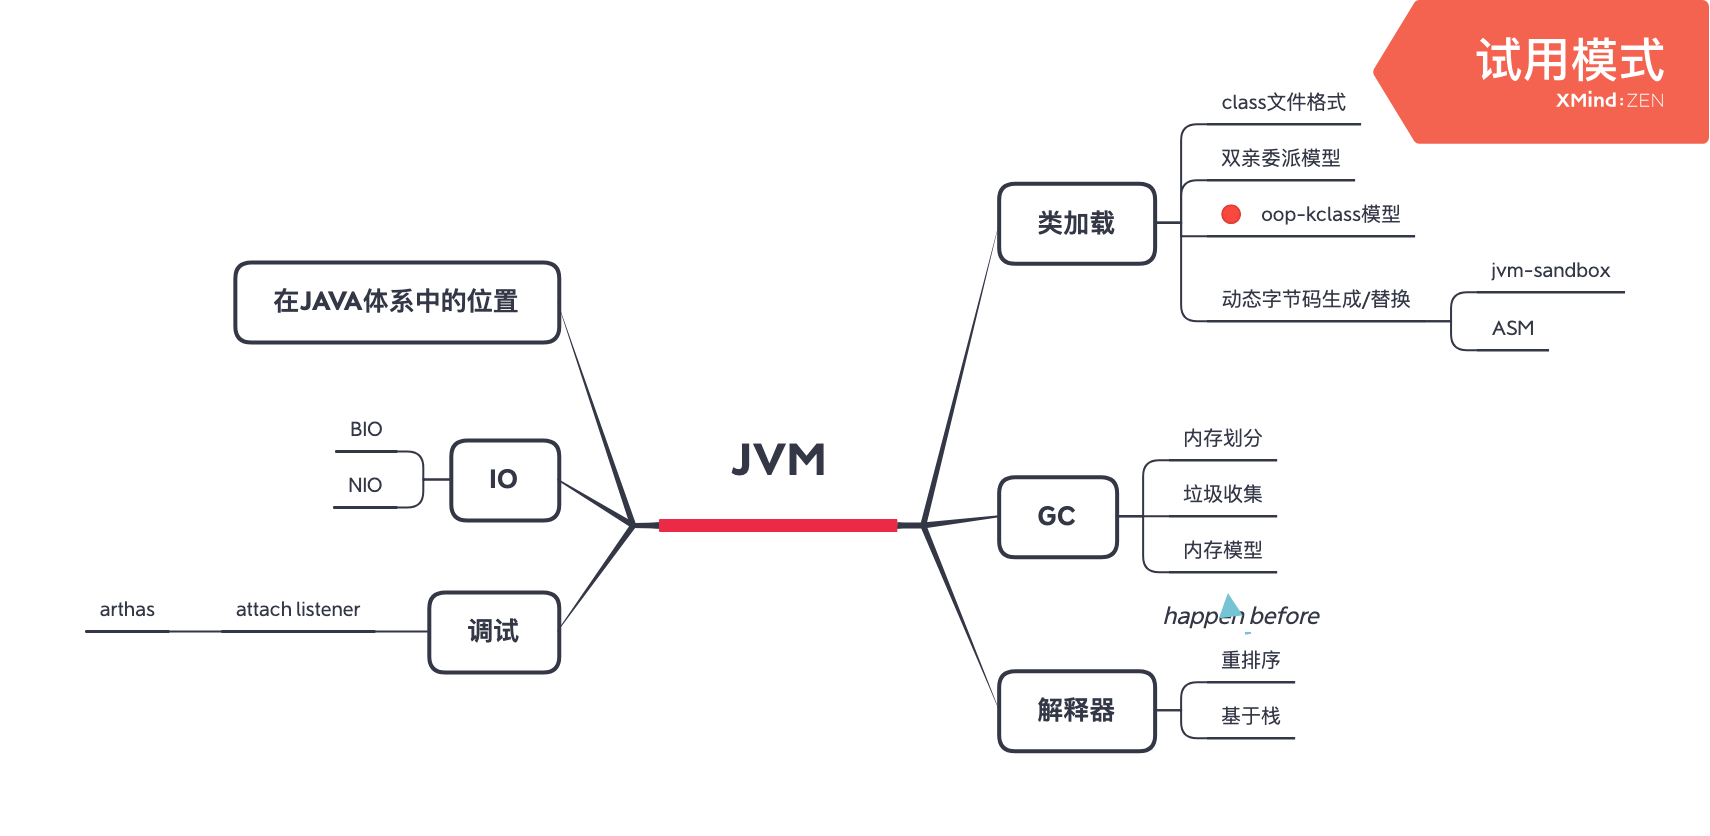 试用模式
XMind:ZEN
JVM
类加载
class文件格式
双亲委派模型
oop-kclass模型
动态字节码生成/替换
jvm-sandbox
ASM
GC
内存划分
垃圾收集
内存模型
happen before
解释器
重排序
基于栈
在JAVA体系中的位置
IO
BIO
NIO
调试
attach listener
arthas